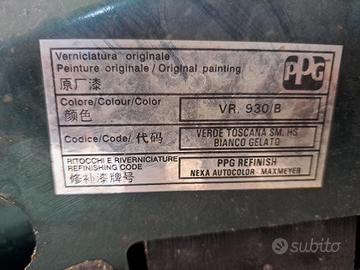 Verniciatura originale
Peinture originale / Original painting
原厂漆
PPG
Colore/Colour/Color
颜色
VR. 930/B
Codice/Code/代码
VERDE TOSCANA SM. HS
BIANCO GELATO
RITOCCHI E RIVERNICIATURE
REFINISHING CODE
修补漆牌号
PPG REFINISH
NEXA AUTOCOLOR - MAXMEYER
subito